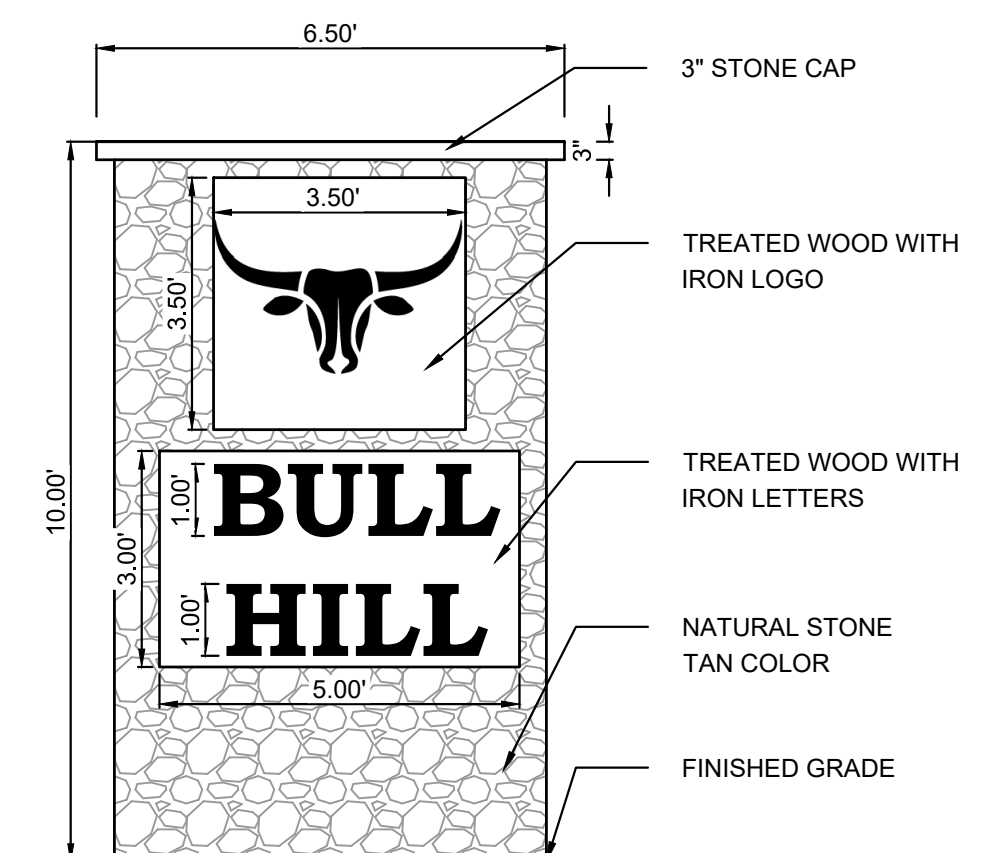 6.50'
3" STONE CAP
3"
3.50'
TREATED WOOD WITH
IRON LOGO
3.50'
10.00'
TREATED WOOD WITH
IRON LETTERS
BULL
1.00'
3.00'
HILL
1.00'
NATURAL STONE
TAN COLOR
5.00'
FINISHED GRADE